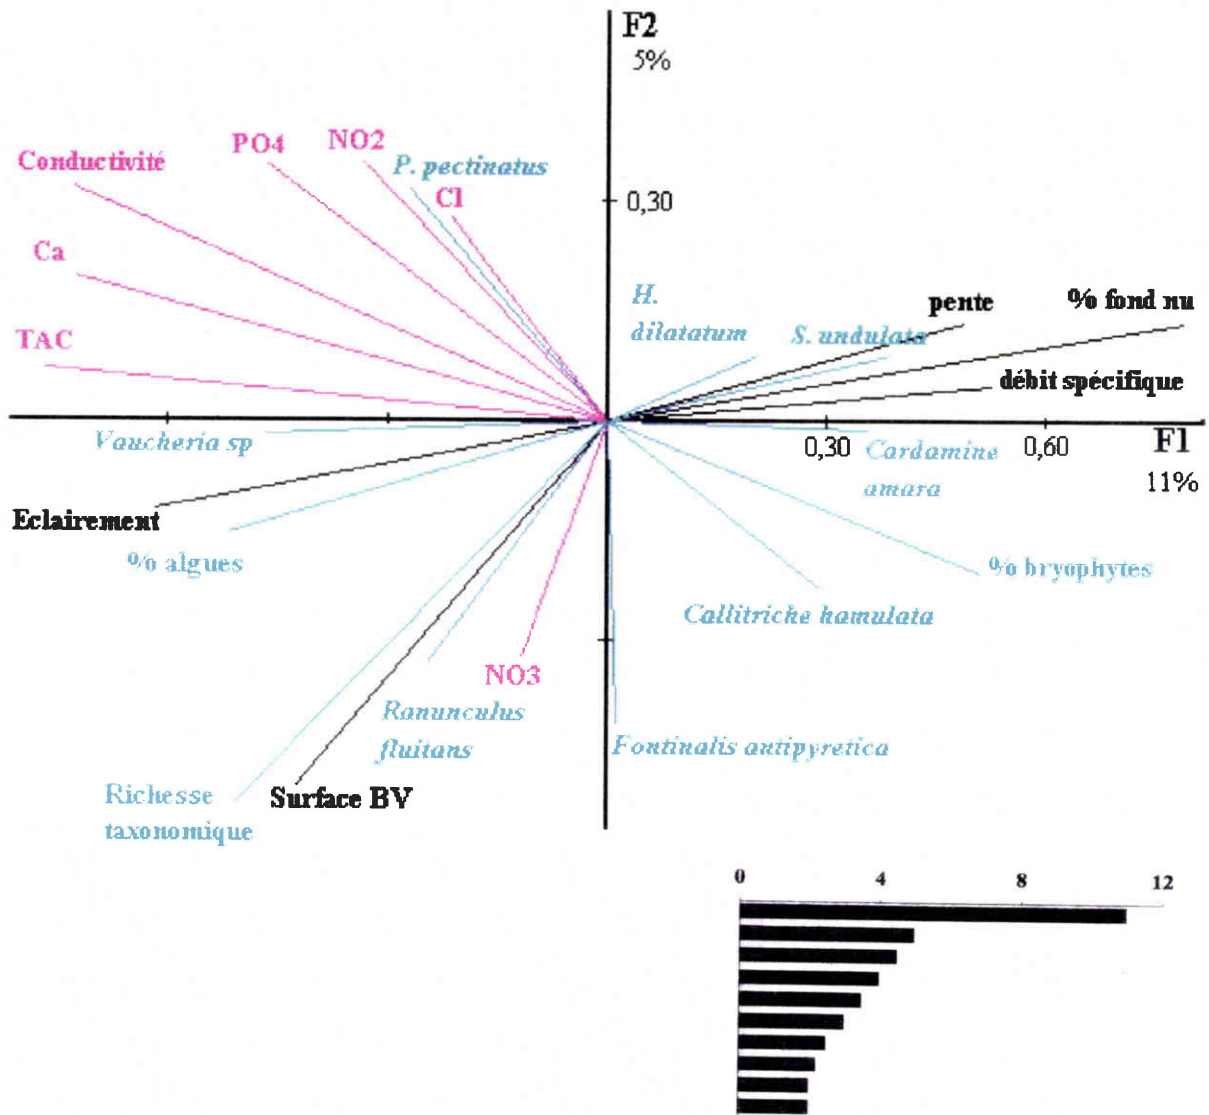 F2
5%
PO4
NO2
Conductivité
P. pectinatus
Cl
0,30
Ca
H.
dilatatum
pente
% fond nu
S. undulata
TAC
débit spécifique
Vaucheria sp
0,30
Cardamine
amara
0,60
F1
11%
Eclairement
% algues
% bryophytes
Callitriche hamulata
NO3
Ranunculus
fluitans
Fontinalis antipyretica
Richesse
taxonomique
Surface BV
0
4
8
12